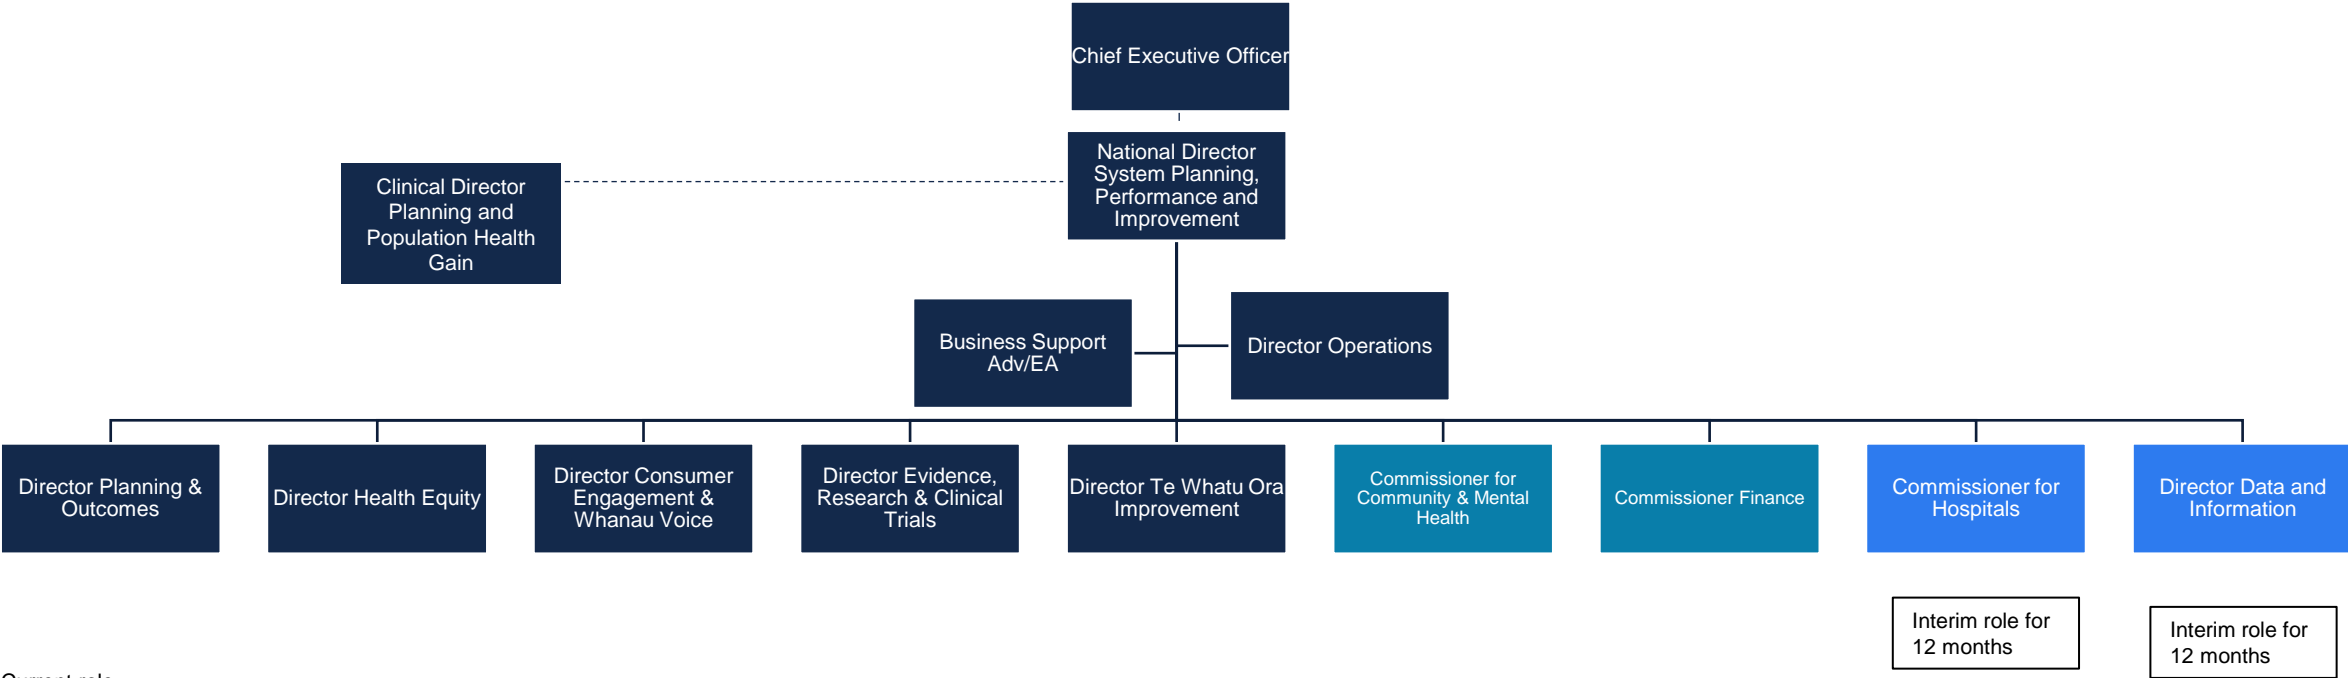 Chief Executive Officer
National Director
System Planning,
Performance and
Improvement
Clinical Director
Planning and
Population Health
Gain
Business Support
Adv/EA
Director Operations
Director Planning &
Outcomes
Director Health Equity
Director Consumer
Engagement &
Whanau Voice
Director Evidence,
Research & Clinical
Trials
Director Te Whatu Ora
Improvement
Commissioner for
Community & Mental
Health
Commissioner Finance
Commissioner for
Hospitals
Director Data and
Information
Interim role for
12 months
Interim role for
12 months
Current role